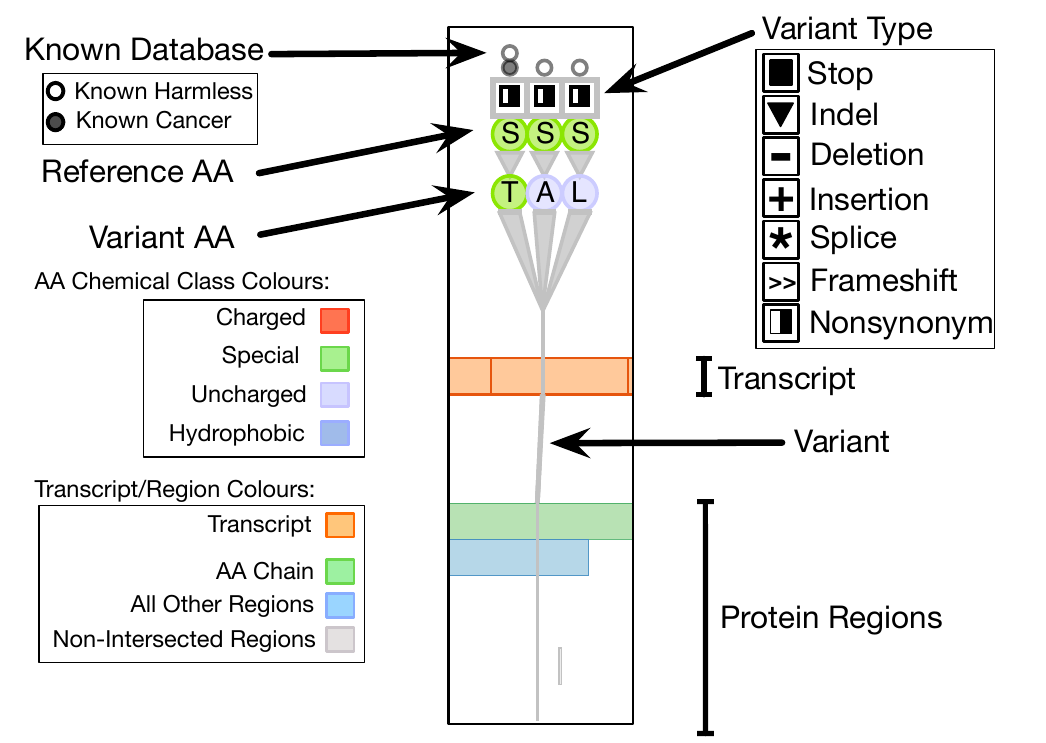 Known Database
Known Harmless
Known Cancer
Reference AA
Variant AA
AA Chemical Class Colours:
Charged
Special
Uncharged
Hydrophobic
Transcript/Region Colours:
Transcript
AA Chain
All Other Regions
Non-Intersected Regions
S S S
T A L
Variant Type
Stop
Indel
Deletion
Insertion
Splice
>> Frameshift
Nonsynonym
Transcript
Variant
Protein Regions